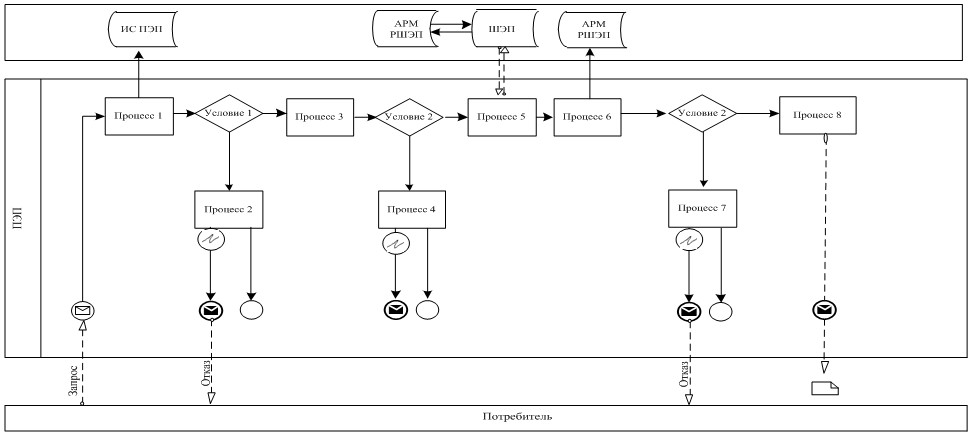 ИС ПЭП
АРМ
РШЭП
ШЭП
АРМ
РШЭП
Процесс 1
Условие 1
Процесс 3
Условие 2
Процесс 5
Процесс 6
Условие 2
Процесс 8
ПЭП
Процесс 2
Процесс 4
Процесс 7
Запрос
Отказ
Отказ
Потребитель